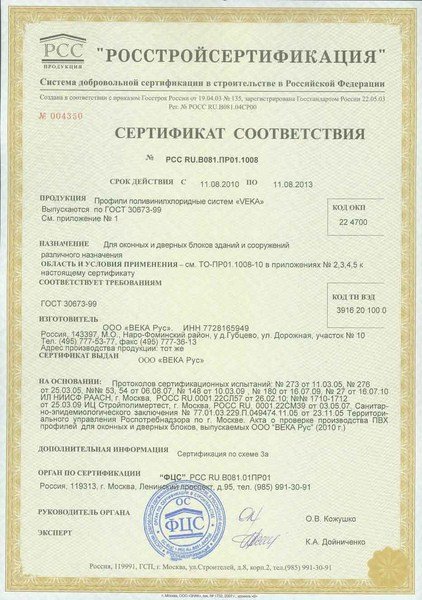 РСС
ПРОДУКЦИЯ
"РОССТРОЙСЕРТИФИКАЦИЯ"
Система добровольной сертификации в строительстве в Российской Федерации
Создана в соответствии с приказом Госстроя России от 19.04.03 № 135, зарегистрирована Госстандартом России 22.05.03
Рег. № РОСС RU.В081.04СР00
№ 004350
СЕРТИФИКАТ СООТВЕТСТВИЯ
№ РСС RU.В081.ПР01.1008
СРОК ДЕЙСТВИЯ С 11.08.2010 ПО 11.08.2013
ПРОДУКЦИЯ Профили поливинилхлоридные систем «VEKA»
Выпускаются по ГОСТ 30673-99
См. приложение № 1
КОД ОКП
22 4700
НАЗНАЧЕНИЕ Для оконных и дверных блоков зданий и сооружений
различного назначения
ОБЛАСТЬ И УСЛОВИЯ ПРИМЕНЕНИЯ – см. ТО-ПР01.1008-10 в приложениях № 2,3,4,5 к
настоящему сертификату
СООТВЕТСТВУЕТ ТРЕБОВАНИЯМ
ГОСТ 30673-99
КОД ТН ВЭД
3916 20 100 0
ИЗГОТОВИТЕЛЬ
ООО «ВЕКА Рус». ИНН 7728165949
Россия, 143397, М.О., Наро-Фоминский район, д.Губцево, ул. Дорожная, участок № 10
Тел. (495) 777-53-77, факс (495) 777-36-13
Адрес производства продукции: тот же
СЕРТИФИКАТ ВЫДАН
ООО «ВЕКА Рус»
НА ОСНОВАНИИ: Протоколов сертификационных испытаний: № 273 от 11.03.05, № 276
от 25.03.05, №№ 53, 54 от 06.08.07, № 148 от 10.03.09 , № 180 от 16.07.09, № 27 от 16.07.10
ИЛ НИИСФ РААСН, г. Москва, РОСС RU.0001.22СЛ57 от 26.02.10; №№ 1710-1712
от 25.03.09 ИЦ Стройполимертест, г. Москва, РОСС RU.0001.22СМ39 от 03.05.07, Санитар-
но-эпидемиологического заключения № 77.01.03.229.П.049474.11.05 от 23.11.05 Территори-
ального управления Роспотребнадзора по г. Москве. Акта о проверке производства ПВХ
профилей для оконных и дверных блоков, выпускаемых ООО "ВЕКА Рус" (2010 г.)
ДОПОЛНИТЕЛЬНАЯ ИНФОРМАЦИЯ
Сертификация по схеме 3а
ОРГАН ПО СЕРТИФИКАЦИИ
"ФЦС" РСС RU.В081.01ПР01
Россия, 119313, г. Москва, Ленинский проспект, д.95, тел. (985) 991-30-91
ОС
ФЦС
РУКОВОДИТЕЛЬ ОРГАНА
О.В. Кожушко
ЭКСПЕРТ
К.А. Дойниченко
Россия, 119991, ГСП, г. Москва, ул.Строителей, д.8, корп.2, тел. (985) 991-30-91